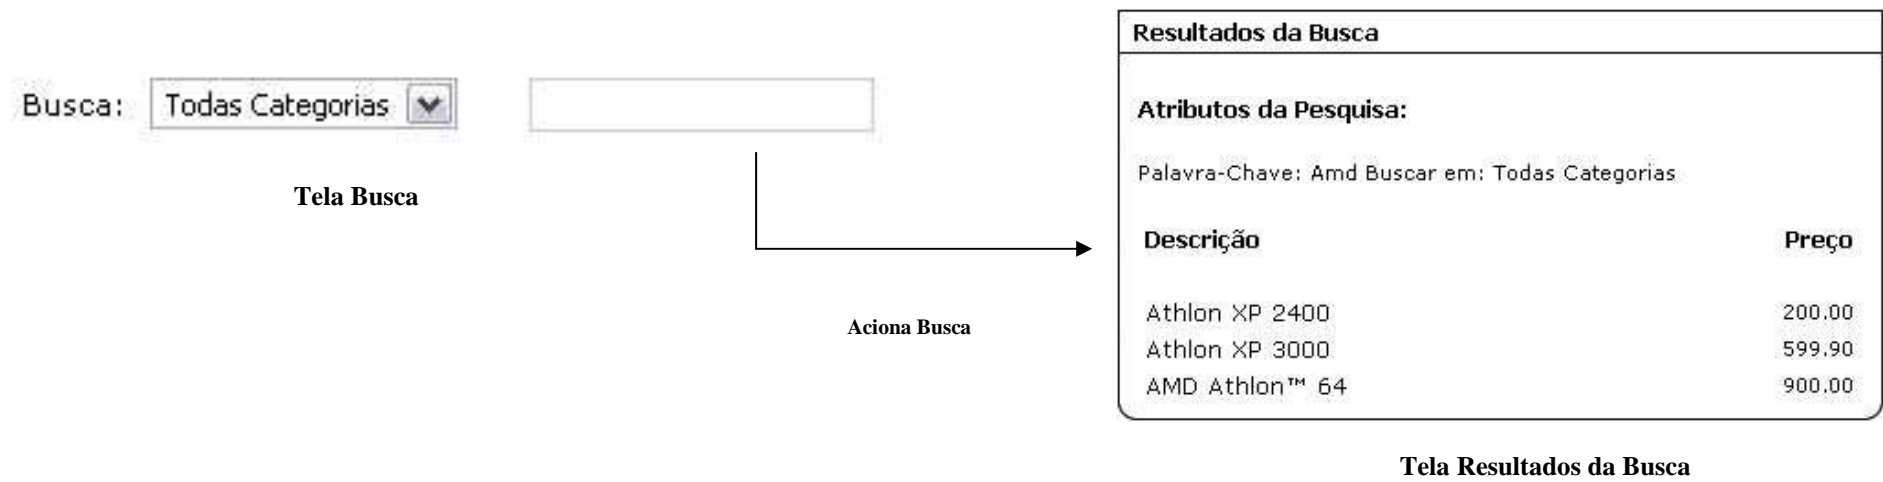 Busca: Todas Categorias
Tela Busca
Aciona Busca
Resultados da Busca
Atributos da Pesquisa:
Palavra-Chave: Amd Buscar em: Todas Categorias
Descrição Preço
Athlon XP 2400 200.00
Athlon XP 3000 599.90
AMD Athlon™ 64 900.00
Tela Resultados da Busca